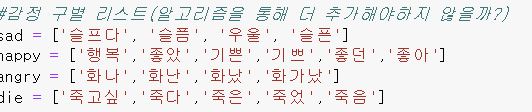 #감정 구별 리스트(알고리즘을 통해 더 추가해야하지 않을까?)
sad = ['슬프다', '슬픔', '우울', '슬픈']
happy = ['행복','좋았','기쁜','기쁘','좋던','좋아']
angry = ['화나','화난','화났','화가났']
die = ['죽고싶','죽다','죽은','죽었','죽음']